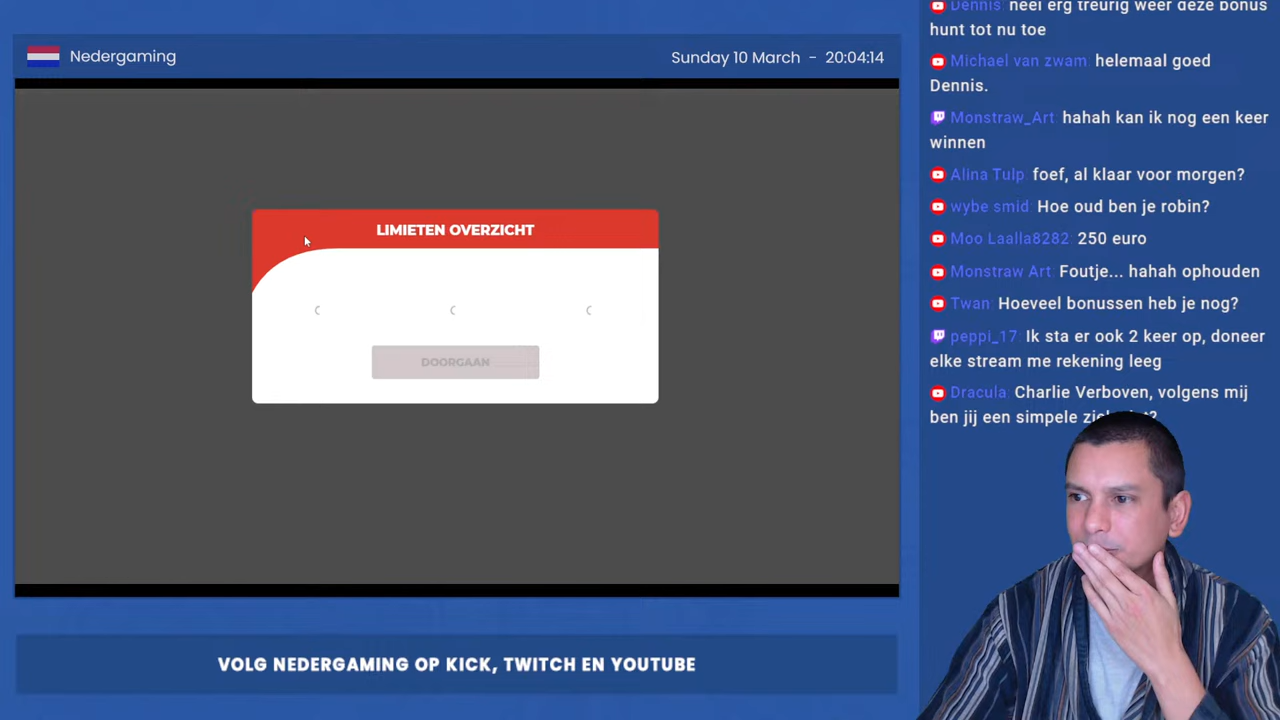 Nedergaming
Sunday 10 March - 20:04:14
LIMIETEN OVERZICHT
DOORGAAN
VOLG NEDERGAMING OP KICK, TWITCH EN YOUTUBE
Dennis: neel erg treurig weer deze bonus
hunt tot nu toe
Michael van zwam: helemaal goed
Dennis.
Monstraw_Art: hahah kan ik nog een keer
winnen
Alina Tulp: foef, al klaar voor morgen?
wybe smid: Hoe oud ben je robin?
Moo Laalla8282: 250 euro
Monstraw Art: Foutje... hahah ophouden
Twan: Hoeveel bonussen heb je nog?
peppi_17: Ik sta er ook 2 keer op, doneer
elke stream me rekening leeg
Dracula: Charlie Verboven, volgens mij
ben jij een simpele